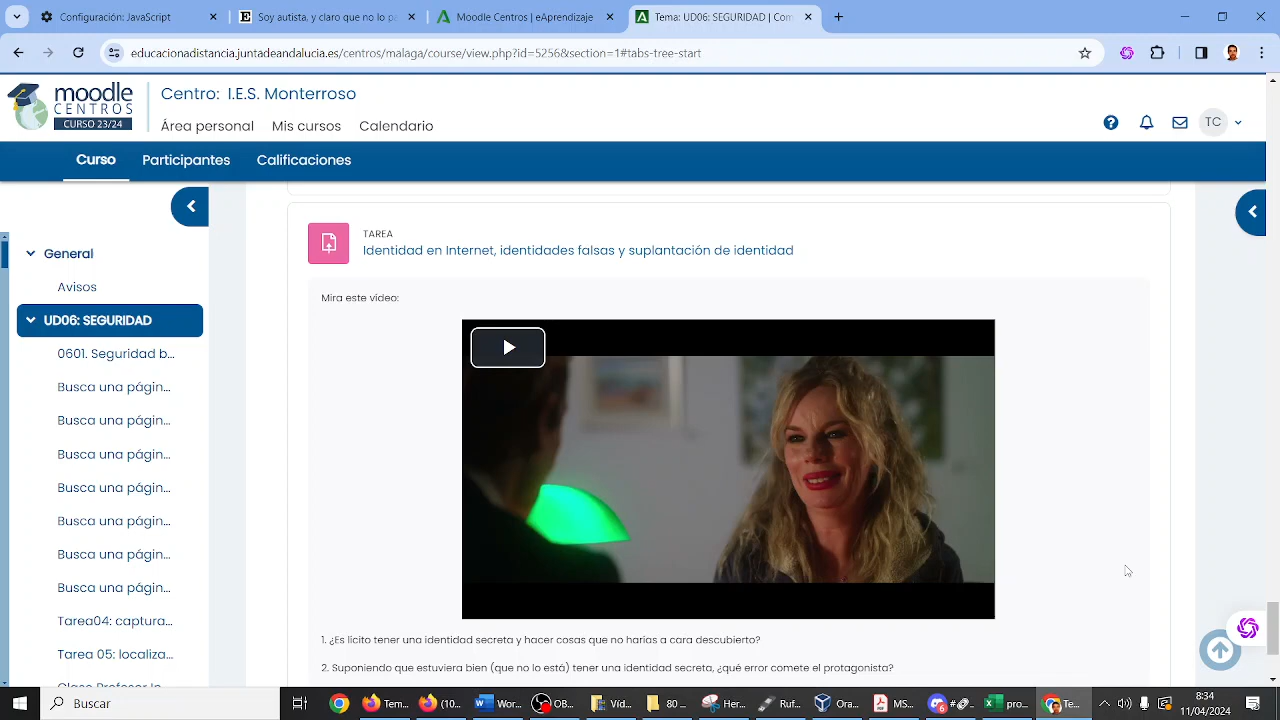 Configuración JavaScript
Soy autista, y claro que no lo pa
Moodle Centros | Aprendizaje
Tema: UD06: SEGURIDAD | Com
educacionadistancia.juntadeandalucia.es/centros/malaga/course/view.php?id=5256&section=1#tabs-tree-start
moodle
CENTROS
CURSO 23/24
Centro: I.E.S. Monterroso
Área personal Mis cursos Calendario
TC
Curso Participantes Calificaciones
General
Avisos
UD06: SEGURIDAD
0601. Seguridad b...
Busca una págin...
Busca una págin...
Busca una págin...
Busca una págin...
Busca una págin...
Busca una págin...
Busca una págin...
Tarea04: captura...
Tarea 05: localiza...
TAREA
Identidad en Internet, identidades falsas y suplantación de identidad
Mira este vídeo:
1. ¿Es lícito tener una identidad secreta y hacer cosas que no harías a cara descubierto?
2. Suponiendo que estuviera bien (que no lo está) tener una identidad secreta, ¿qué error comete el protagonista?
Buscar
Tem...
(10...
Wor...
OB...
Víd...
80 ...
Her...
Ruf...
Ora...
MS...
pro...
Te...
8:34
11/04/2024